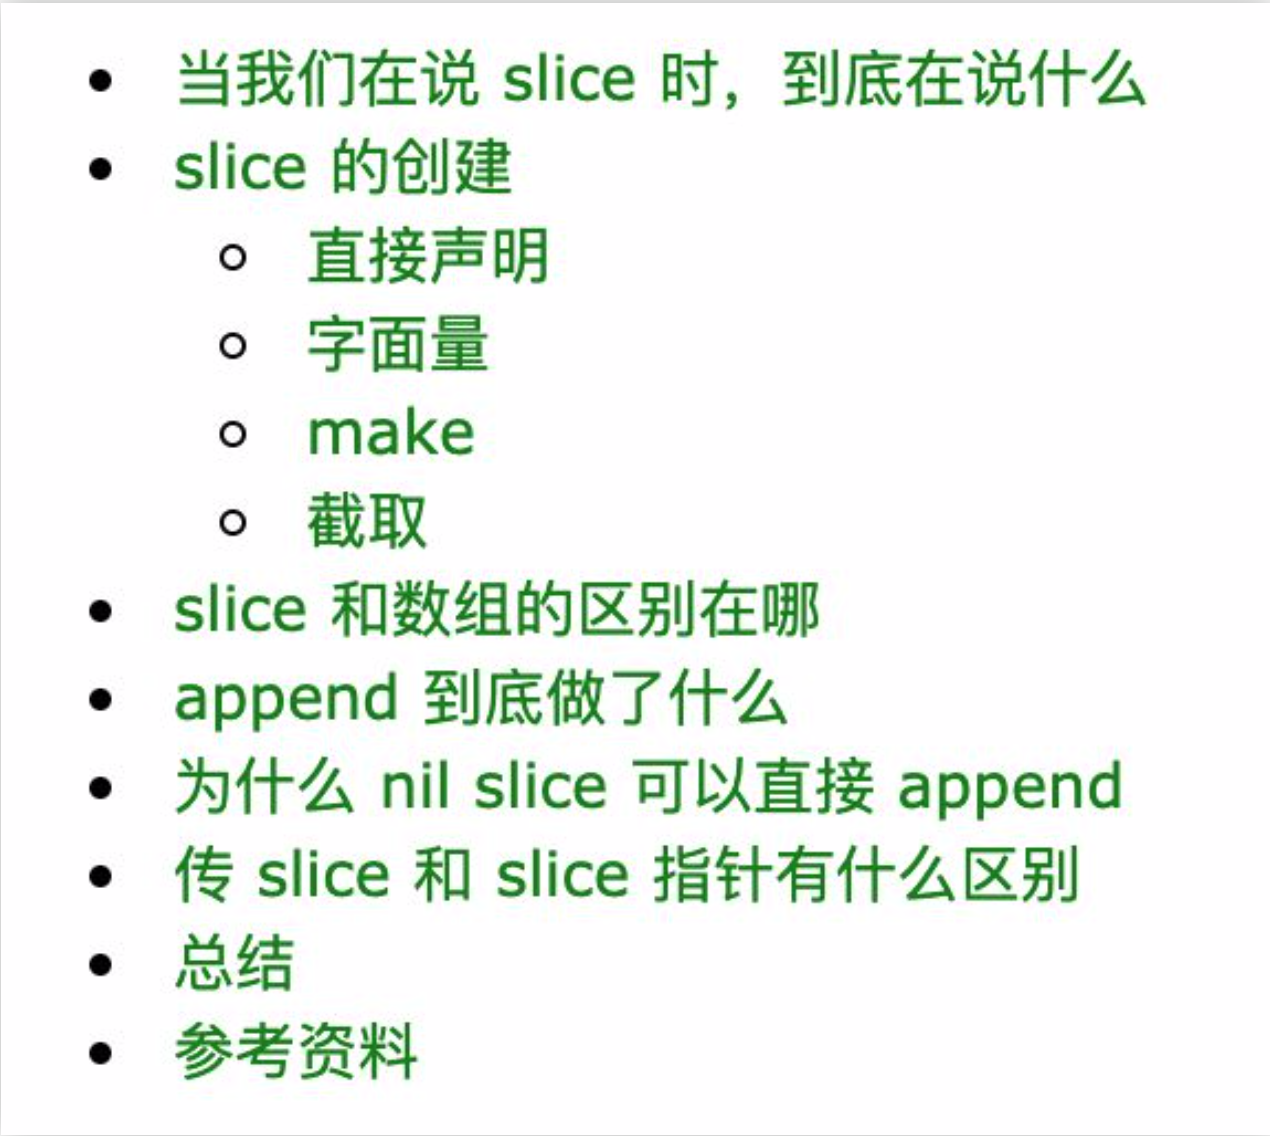 当我们在说 slice 时，到底在说什么
slice 的创建
直接声明
字面量
make
截取
slice 和数组的区别在哪
append 到底做了什么
为什么 nil slice 可以直接 append
传 slice 和 slice 指针有什么区别
总结
参考资料